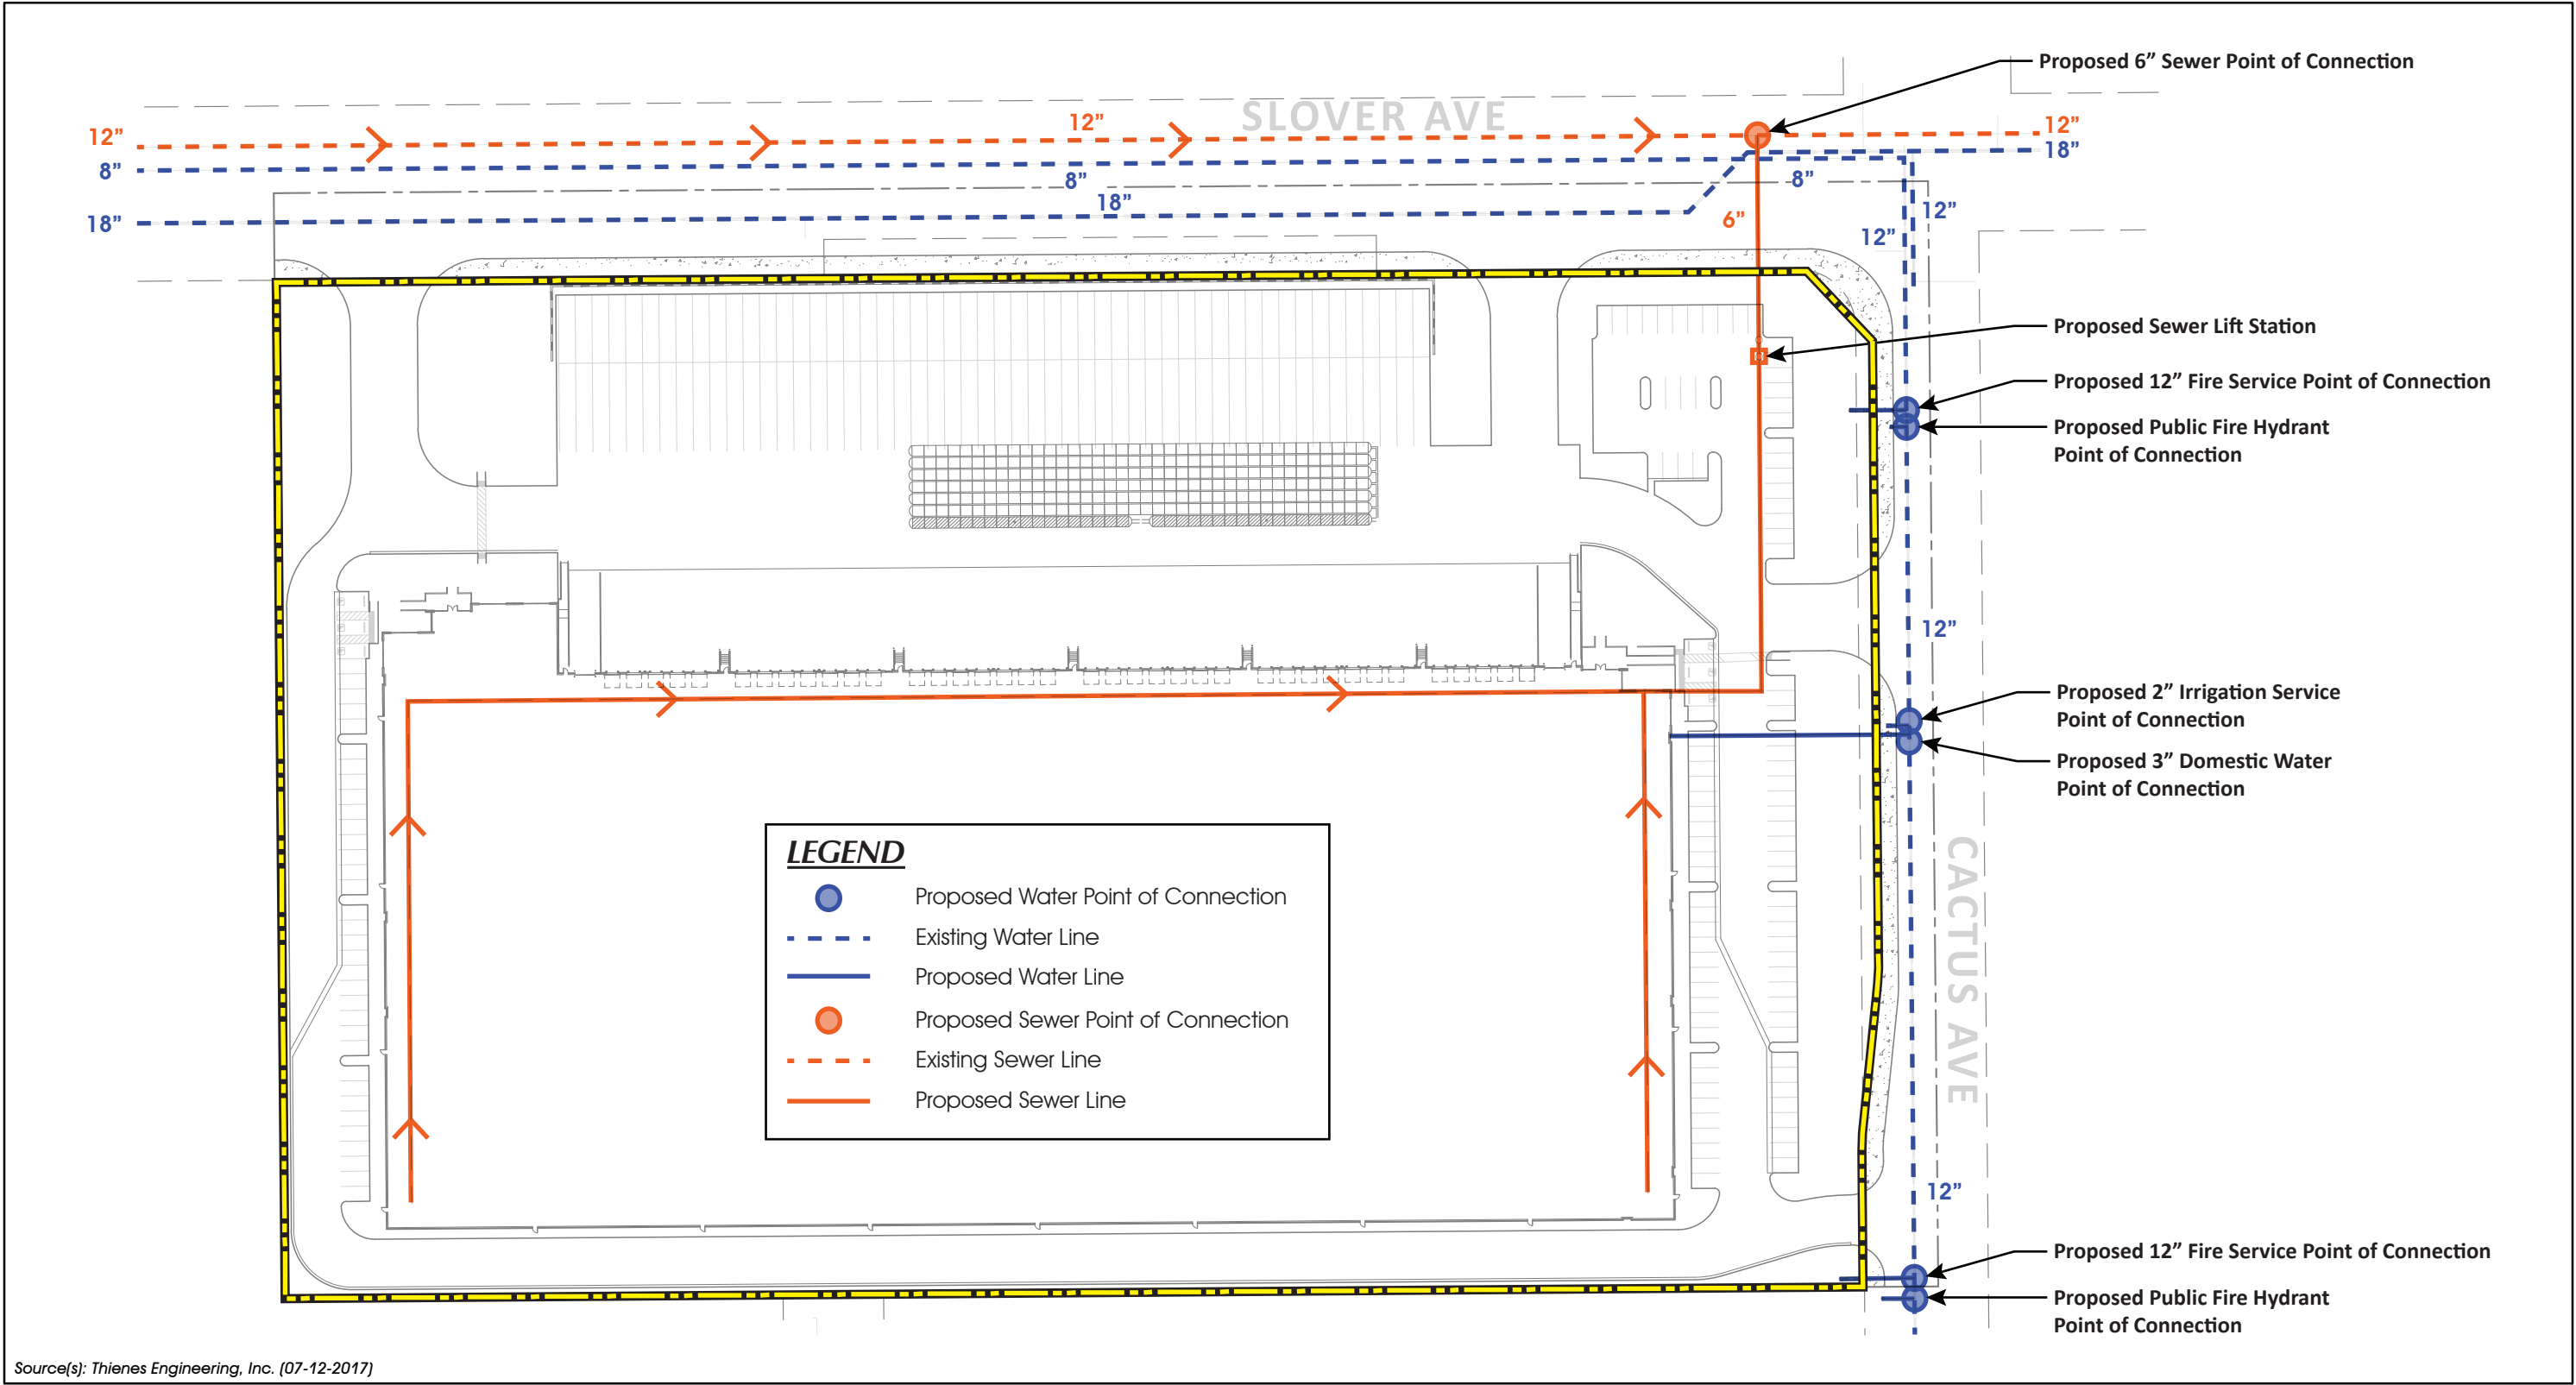 Proposed 6” Sewer Point of Connection
SLOVER AVE
12”
12”
12”
8”
18”
8”
8”
18”
18”
6”
12”
12”
Proposed Sewer Lift Station
Proposed 12” Fire Service Point of Connection
Proposed Public Fire Hydrant
Point of Connection
12”
Proposed 2” Irrigation Service
Point of Connection
Proposed 3” Domestic Water
Point of Connection
CACTUS AVE
LEGEND
Proposed Water Point of Connection
Existing Water Line
Proposed Water Line
Proposed Sewer Point of Connection
Existing Sewer Line
Proposed Sewer Line
12”
Proposed 12” Fire Service Point of Connection
Proposed Public Fire Hydrant
Point of Connection
Source(s): Thienes Engineering, Inc. (07-12-2017)